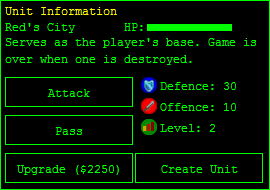 Unit Information
Red's City HP:
Serves as the player's base. Game is
over when one is destroyed.
Attack
Defence: 30
Offence: 10
Pass
Level: 2
Upgrade ($2250)
Create Unit